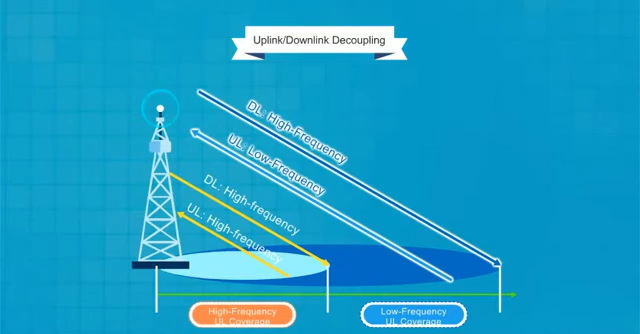 Uplink/Downlink Decoupling
DL: High-Frequency
UL: Low-Frequency
DL: High-frequency
UL: High-frequency
High-Frequency
UL Coverage
Low-Frequency
UL Coverage